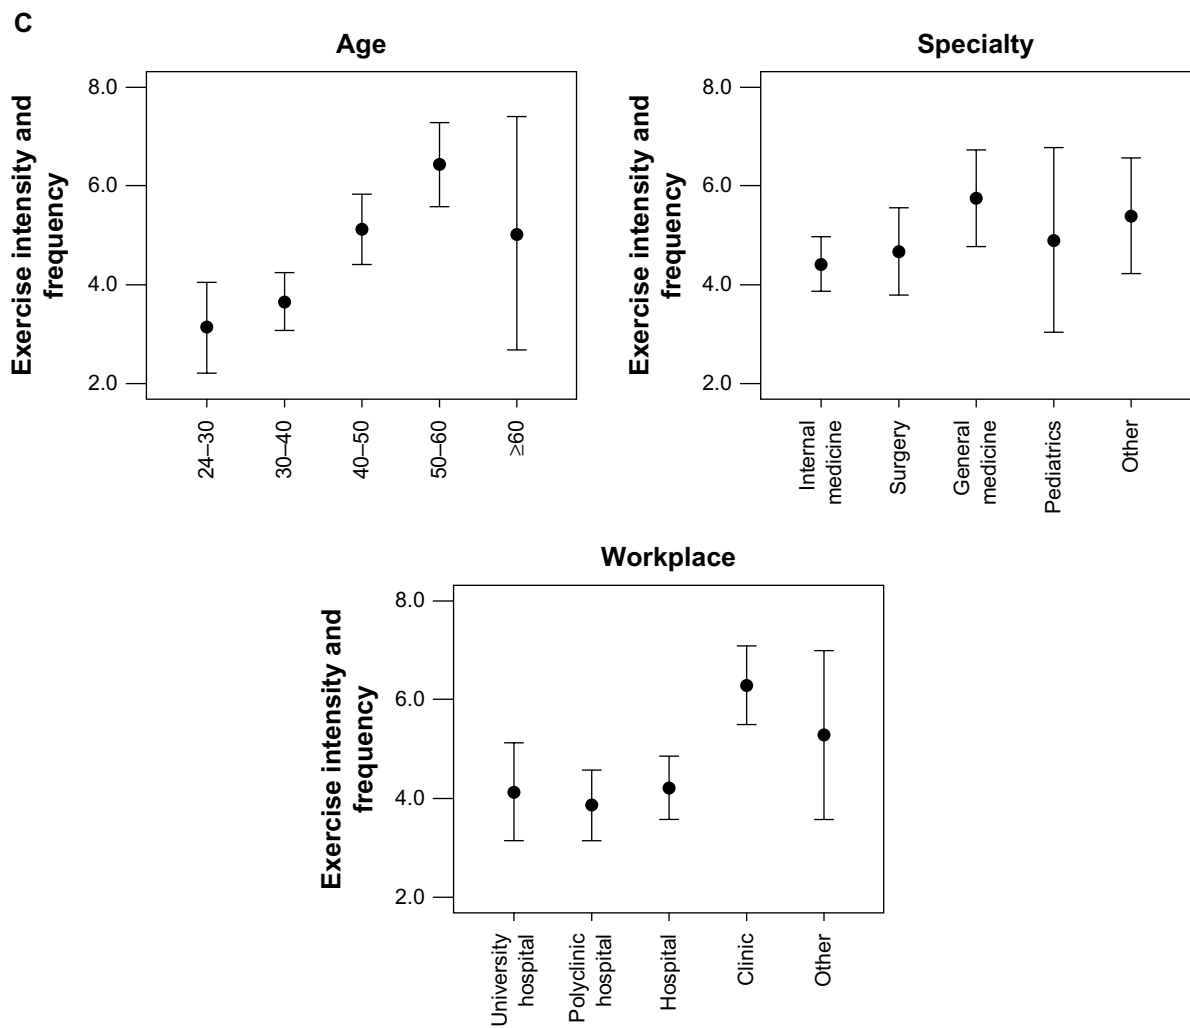 C
Age
Exercise intensity and
frequency
8.0
6.0
4.0
2.0
24–30
30–40
40–50
50–60
≥60
Specialty
Exercise intensity and
frequency
8.0
6.0
4.0
2.0
Internal
medicine
Surgery
General
medicine
Pediatrics
Other
Workplace
Exercise intensity and
frequency
8.0
6.0
4.0
2.0
University
hospital
Polyclinic
hospital
Hospital
Clinic
Other